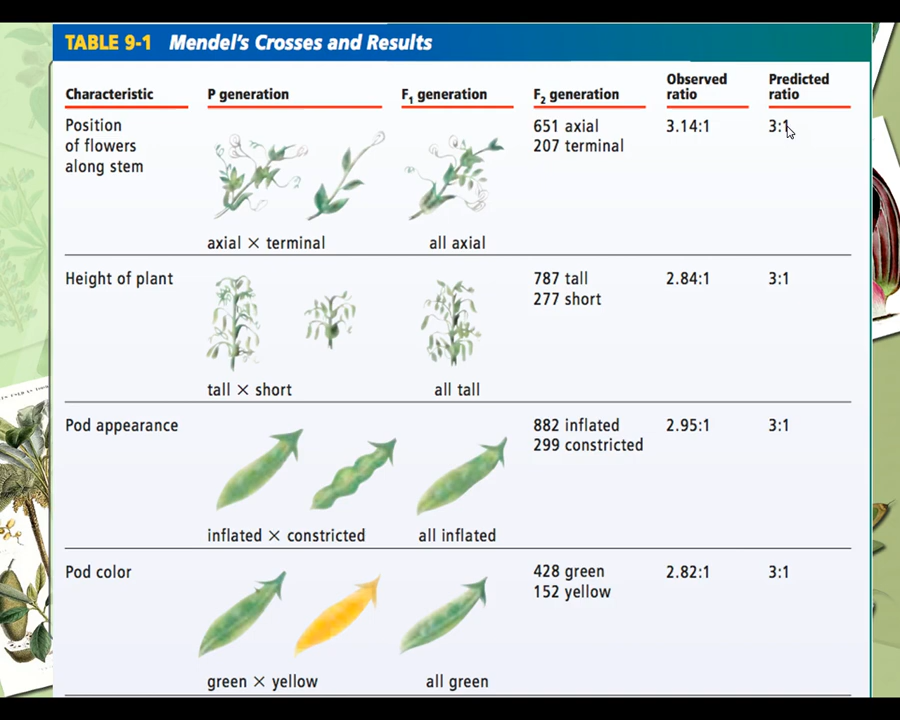 TABLE 9-1 Mendel's Crosses and Results
Characteristic P generation F₁ generation F₂ generation Observed ratio Predicted ratio
Position
of flowers
along stem
axial × terminal
all axial
651 axial
207 terminal
3.14:1
3:1
Height of plant
tall × short
all tall
787 tall
277 short
2.84:1
3:1
Pod appearance
inflated × constricted
all inflated
882 inflated
299 constricted
2.95:1
3:1
Pod color
green × yellow
all green
428 green
152 yellow
2.82:1
3:1